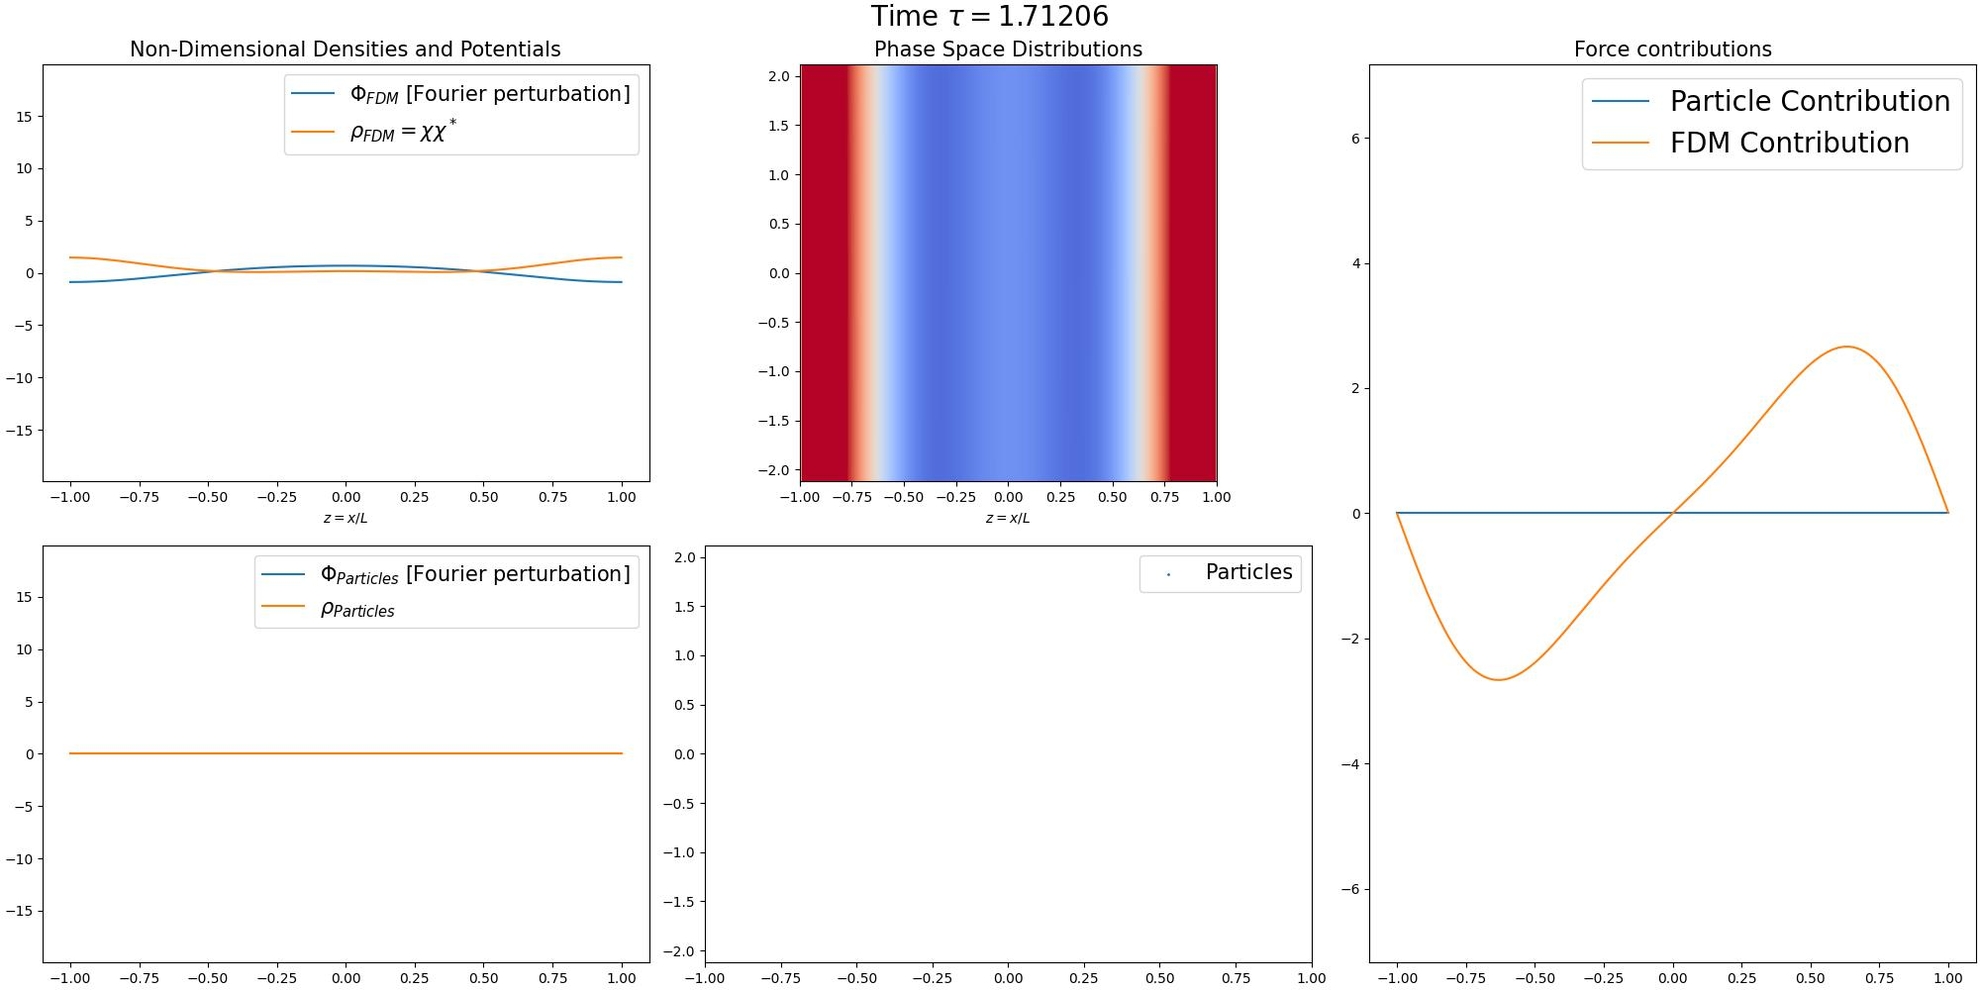 Time τ = 1.71206
Non-Dimensional Densities and Potentials
Φ_FDM [Fourier perturbation]
ρ_FDM = χχ*
15
10
5
0
−5
−10
−15
−1.00 −0.75 −0.50 −0.25 0.00 0.25 0.50 0.75 1.00
z = x/L
Phase Space Distributions
2.0
1.5
1.0
0.5
0.0
−0.5
−1.0
−1.5
−2.0
−1.00 −0.75 −0.50 −0.25 0.00 0.25 0.50 0.75 1.00
z = x/L
Force contributions
Particle Contribution
FDM Contribution
6
4
2
0
−2
−4
−6
−1.00 −0.75 −0.50 −0.25 0.00 0.25 0.50 0.75 1.00
Φ_Particles [Fourier perturbation]
ρ_Particles
15
10
5
0
−5
−10
−15
−1.00 −0.75 −0.50 −0.25 0.00 0.25 0.50 0.75 1.00
Particles
2.0
1.5
1.0
0.5
0.0
−0.5
−1.0
−1.5
−2.0
−1.00 −0.75 −0.50 −0.25 0.00 0.25 0.50 0.75 1.00